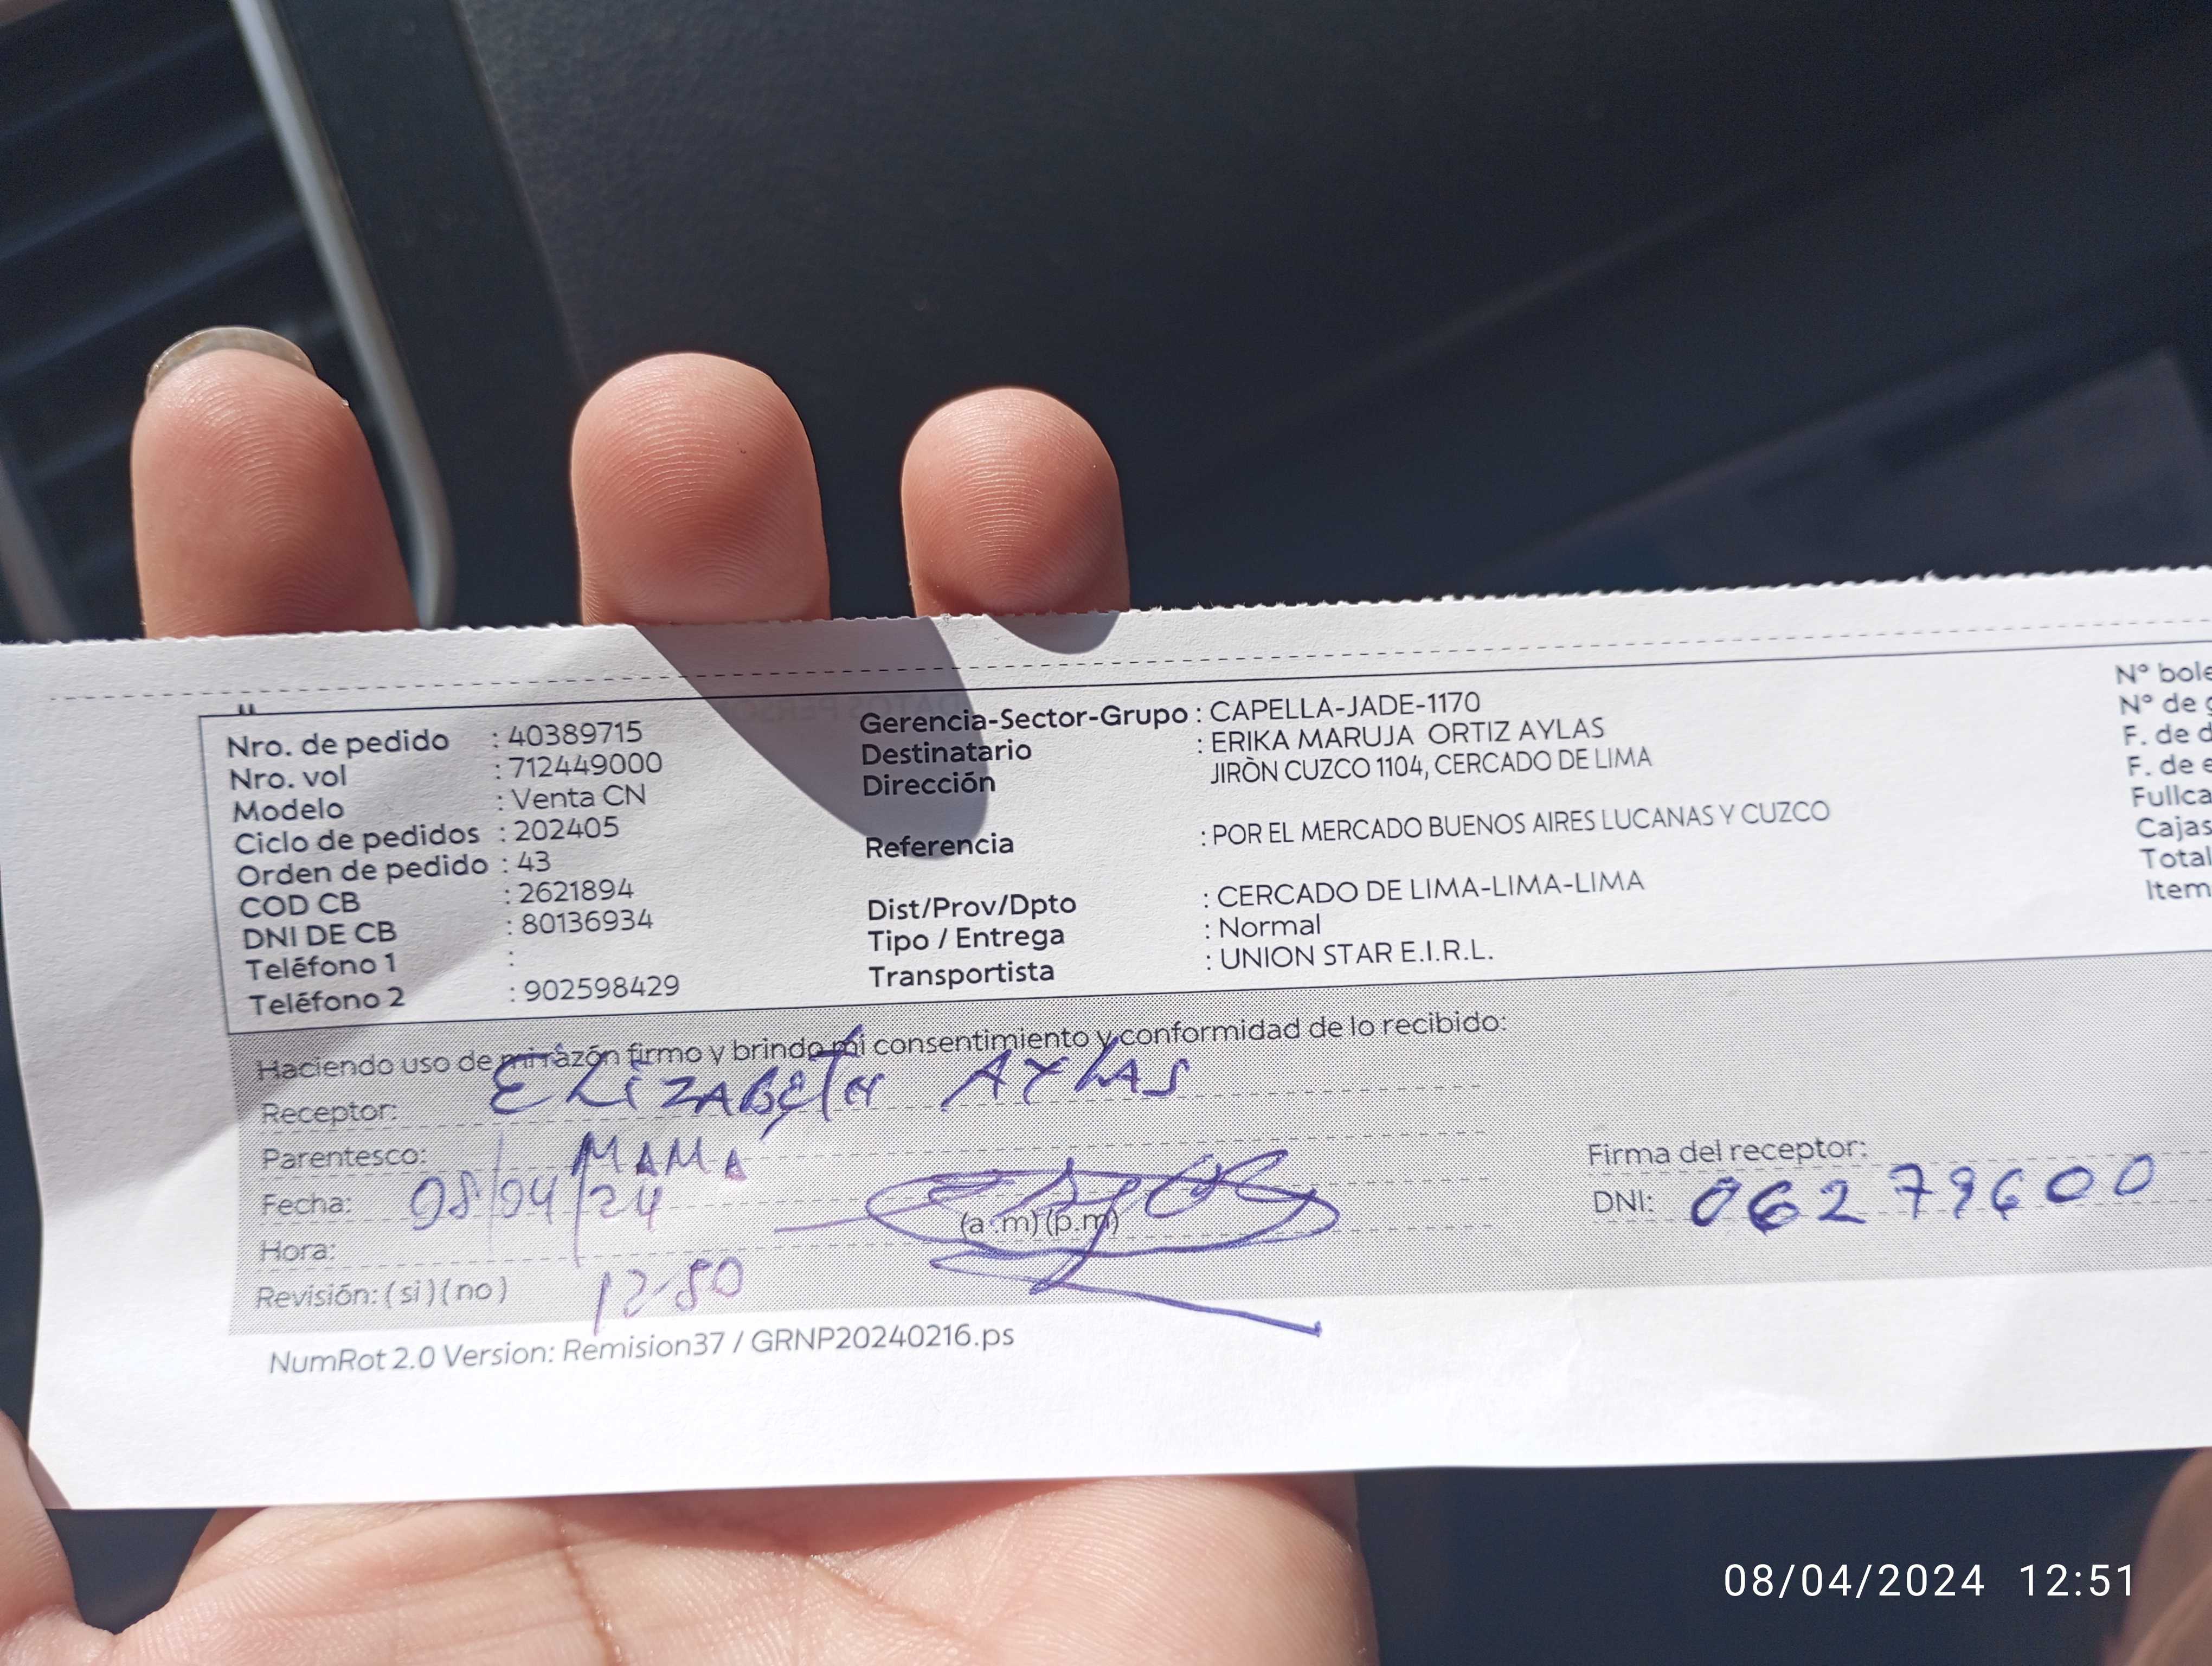 Nro. de pedido : 40389715
Nro. vol : 712449000
Modelo : Venta CN
Ciclo de pedidos : 202405
Orden de pedido : 43
COD CB : 2621894
DNI DE CB : 80136934
Teléfono 1 :
Teléfono 2 : 902598429
Gerencia-Sector-Grupo : CAPELLA-JADE-1170
Destinatario : ERIKA MARUJA ORTIZ AYLAS
Dirección JIRÒN CUZCO 1104, CERCADO DE LIMA
Referencia : POR EL MERCADO BUENOS AIRES LUCANAS Y CUZCO
Dist/Prov/Dpto : CERCADO DE LIMA-LIMA-LIMA
Tipo / Entrega : Normal
Transportista : UNION STAR E.I.R.L.
Nº bole
Nº de g
F. de d
F. de e
Fullca
Cajas
Total
Item
Haciendo uso de mi razón firmo y brindo mi consentimiento y conformidad de lo recibido:
Receptor: ELIZABETH AYLAS
Parentesco: MAMA
Fecha: 08/04/24
Hora: (a.m) (p.m)
Revisión: (si) (no) 12:50
Firma del receptor:
DNI: 06279600
NumRot 2.0 Version: Remision37 / GRNP20240216.ps
08/04/2024 12:51